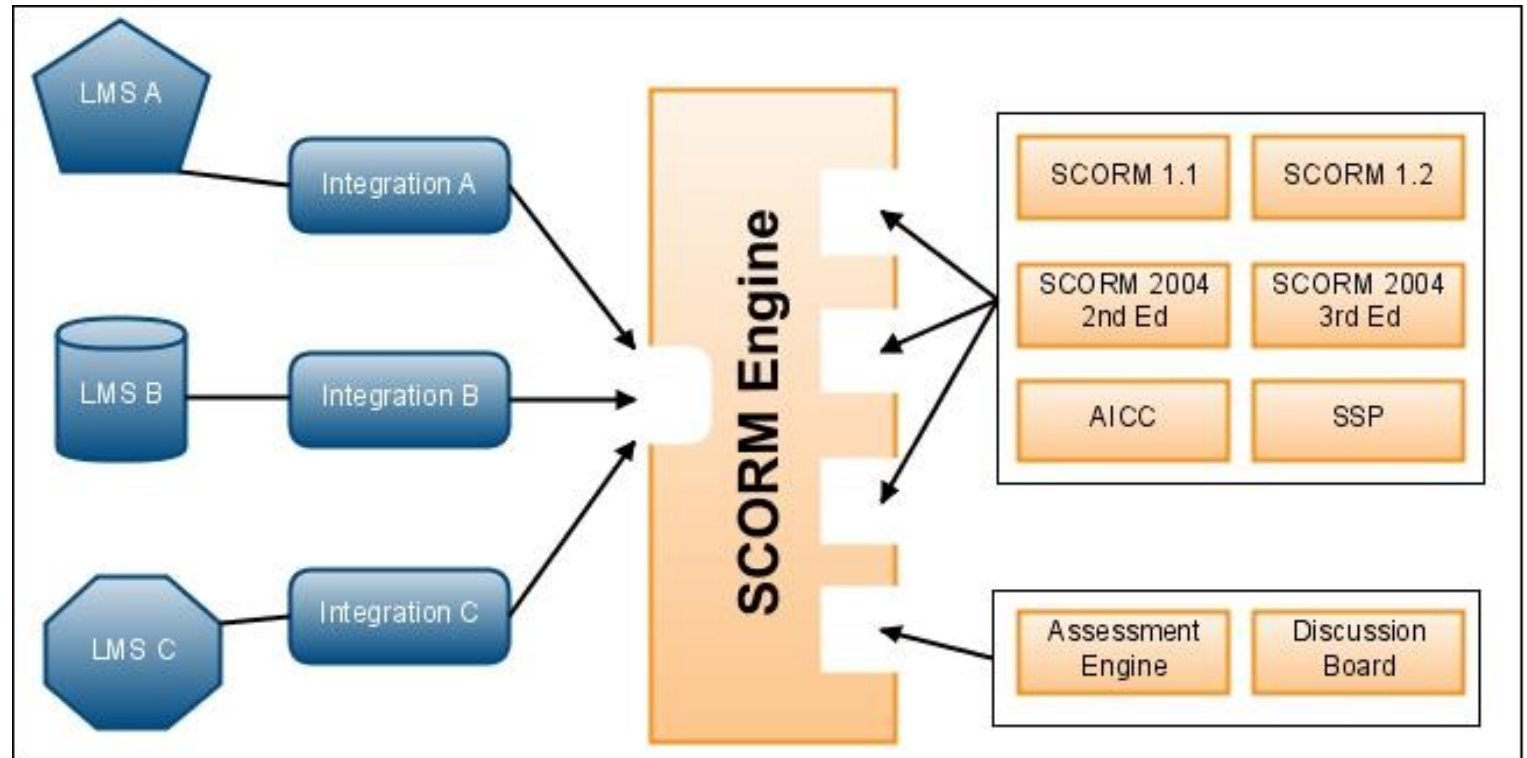 LMS A
Integration A
LMS B
Integration B
LMS C
Integration C
SCORM Engine
SCORM 1.1
SCORM 1.2
SCORM 2004
2nd Ed
SCORM 2004
3rd Ed
AICC
SSP
Assessment
Engine
Discussion
Board